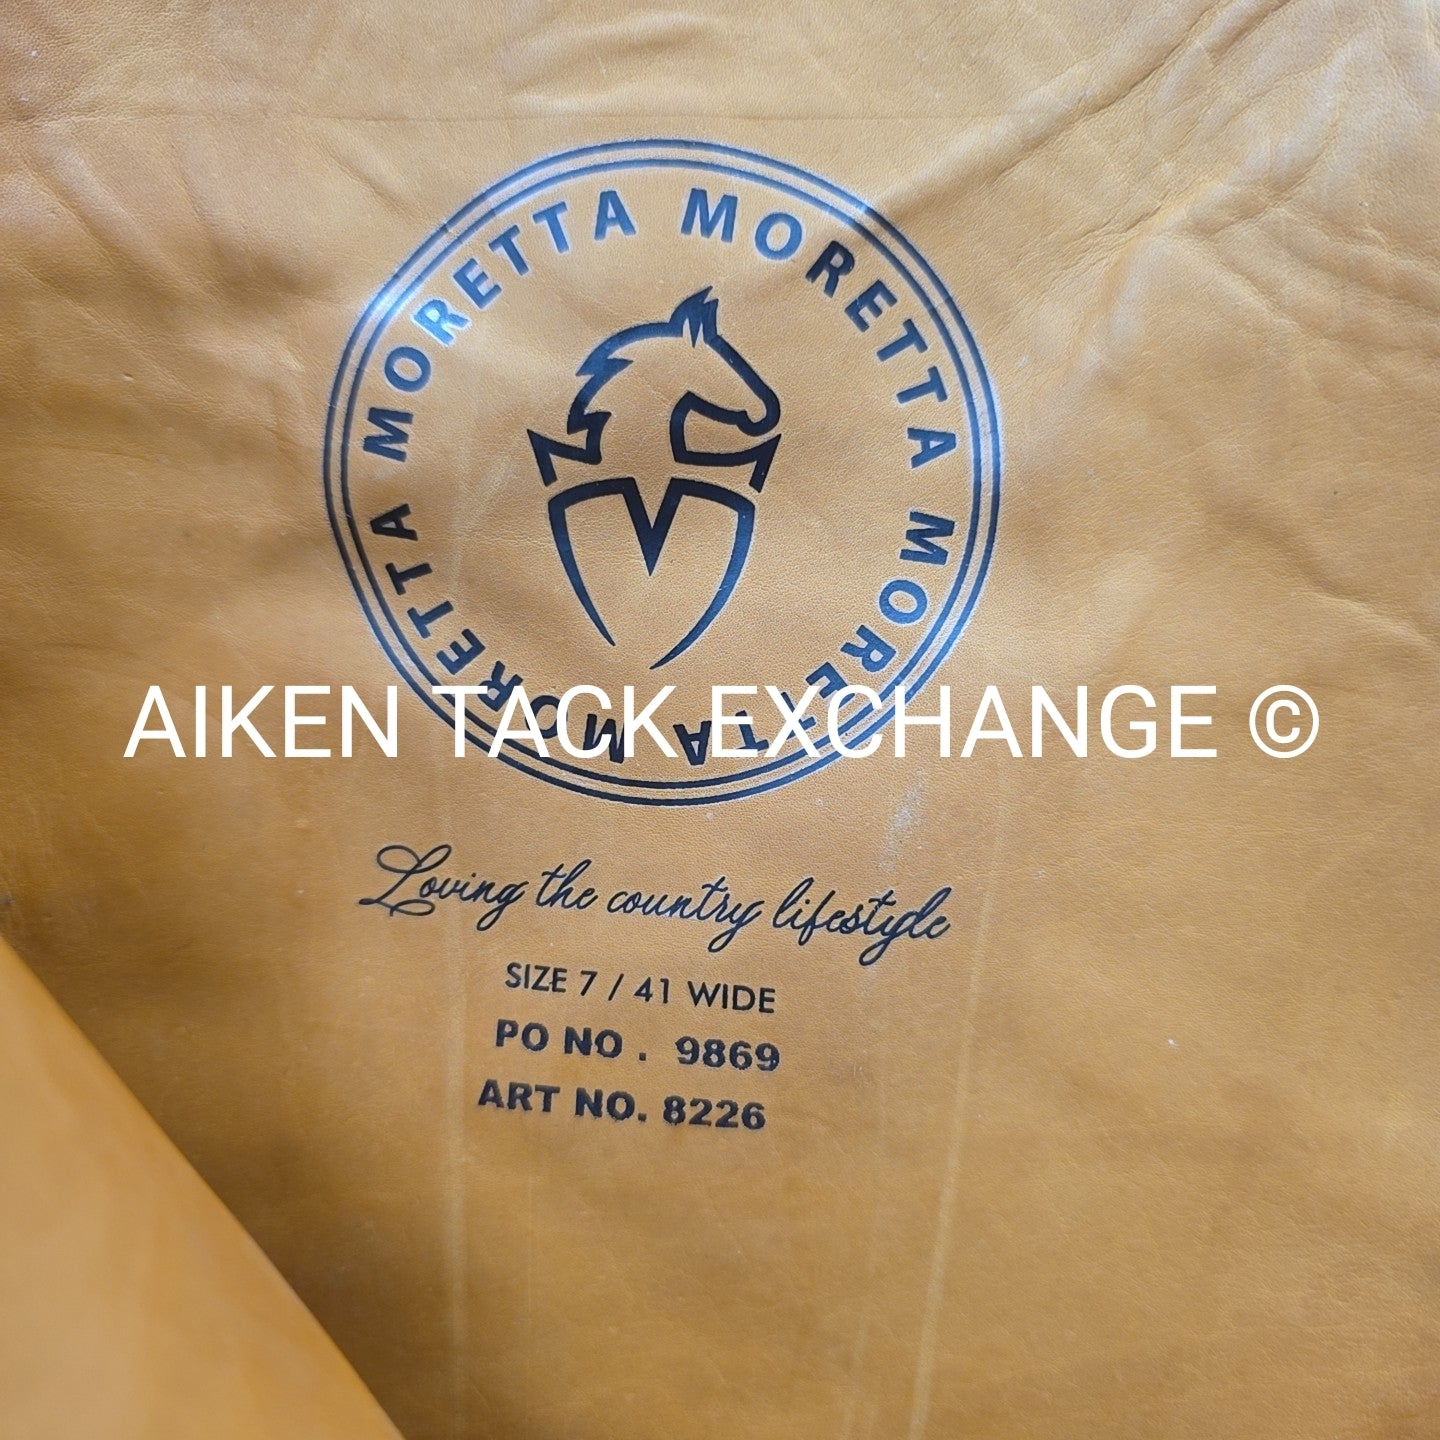 MORETTA MORETTA MORETTA MORETTA MORETTA
AIKEN TACK EXCHANGE ©
Loving the country lifestyle
SIZE 7 / 41 WIDE
PO NO. 9869
ART NO. 8226